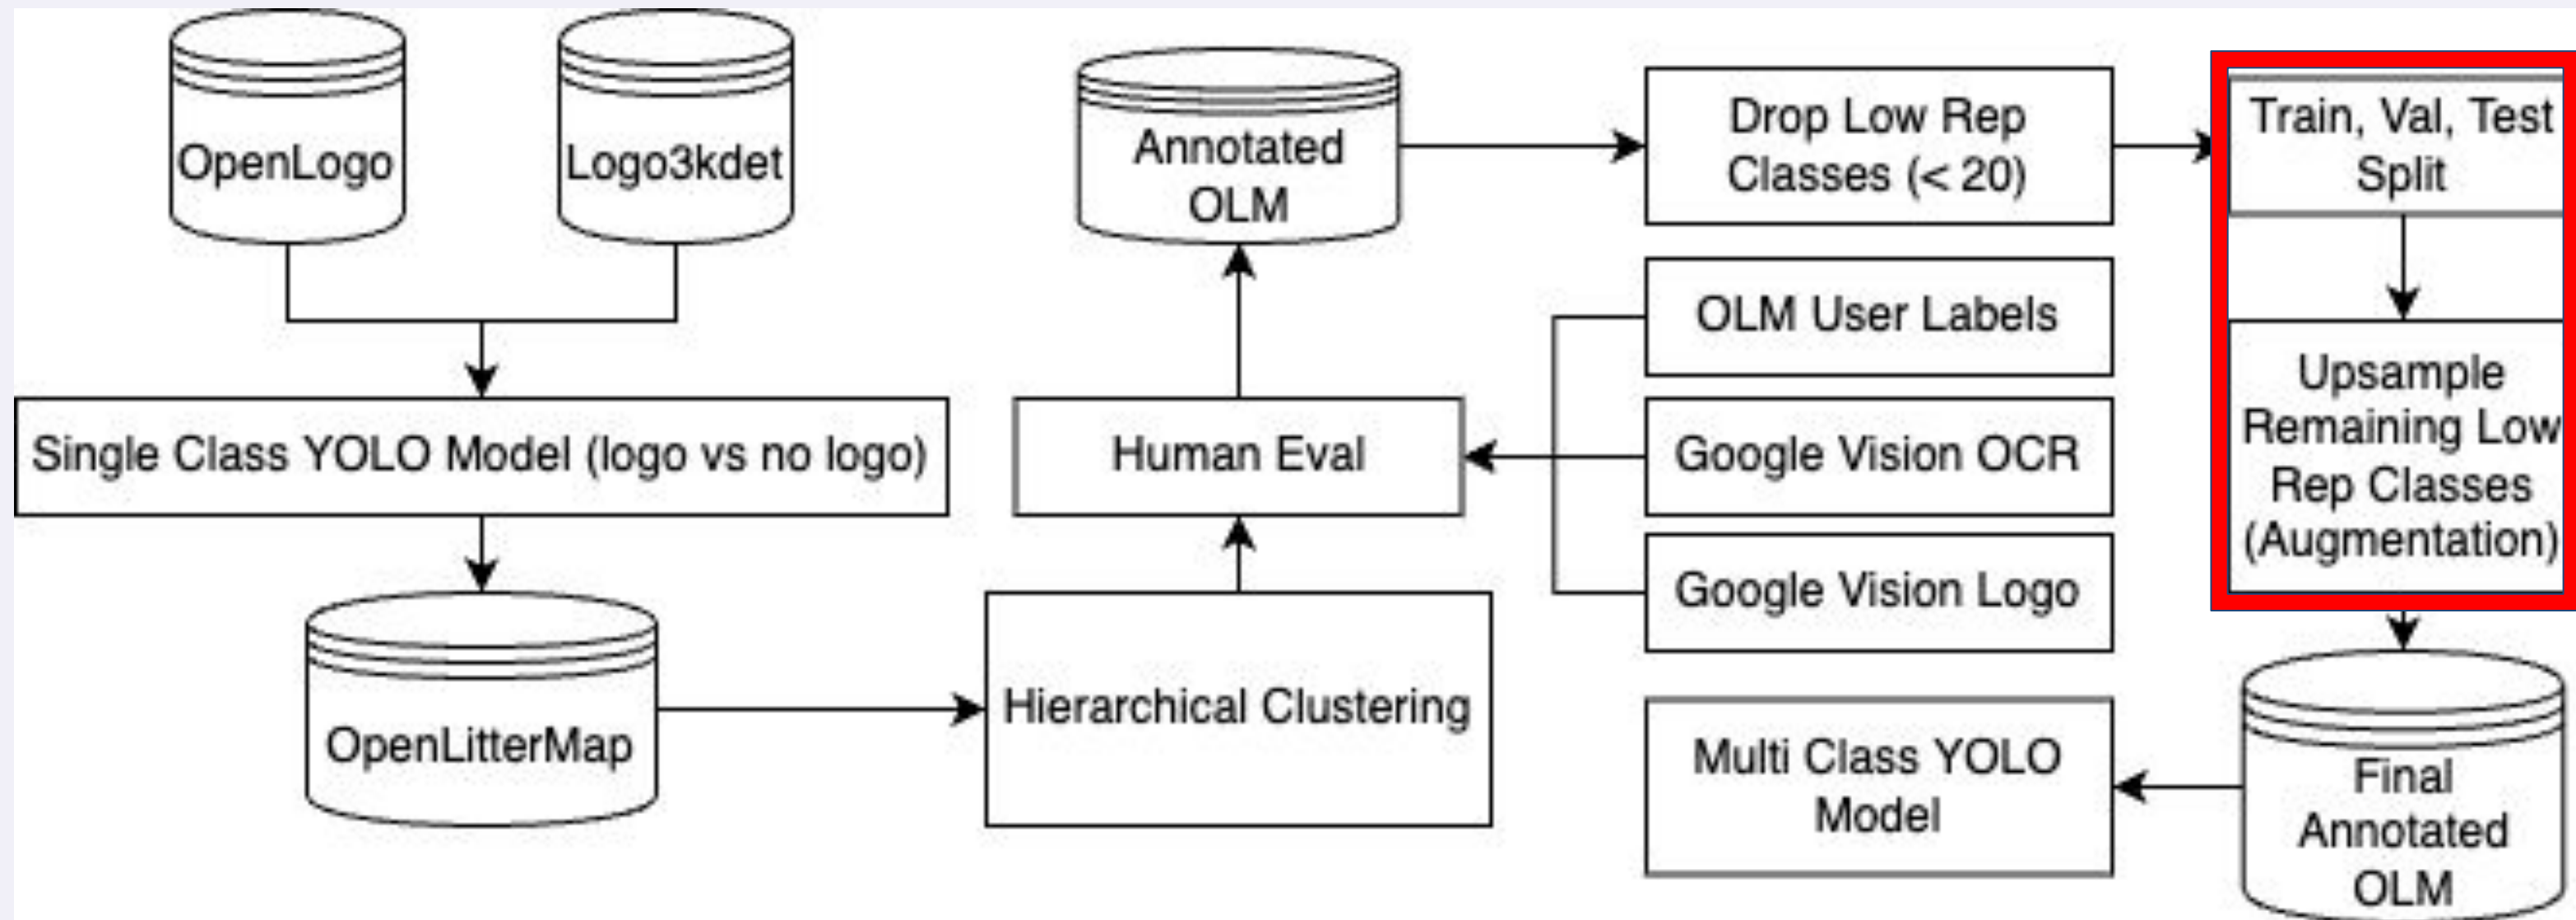 OpenLogo
Logo3kdet
Single Class YOLO Model (logo vs no logo)
OpenLitterMap
Hierarchical Clustering
Human Eval
Annotated
OLM
OLM User Labels
Google Vision OCR
Google Vision Logo
Drop Low Rep
Classes (< 20)
Train, Val, Test
Split
Upsample
Remaining Low
Rep Classes
(Augmentation)
Final
Annotated
OLM
Multi Class YOLO
Model